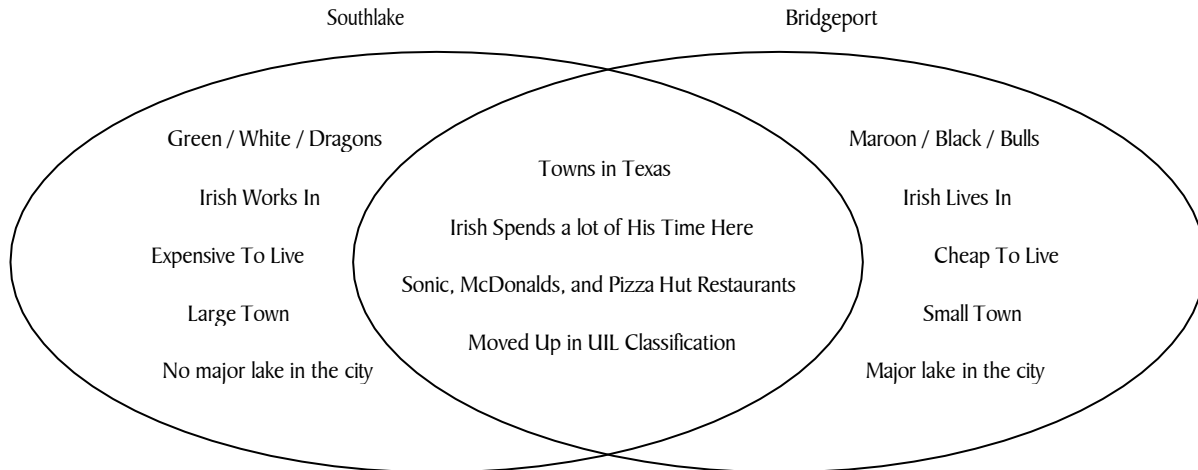 Southlake
Bridgeport
Green / White / Dragons
Irish Works In
Expensive To Live
Large Town
No major lake in the city
Towns in Texas
Irish Spends a lot of His Time Here
Sonic, McDonalds, and Pizza Hut Restaurants
Moved Up in UIL Classification
Maroon / Black / Bulls
Irish Lives In
Cheap To Live
Small Town
Major lake in the city